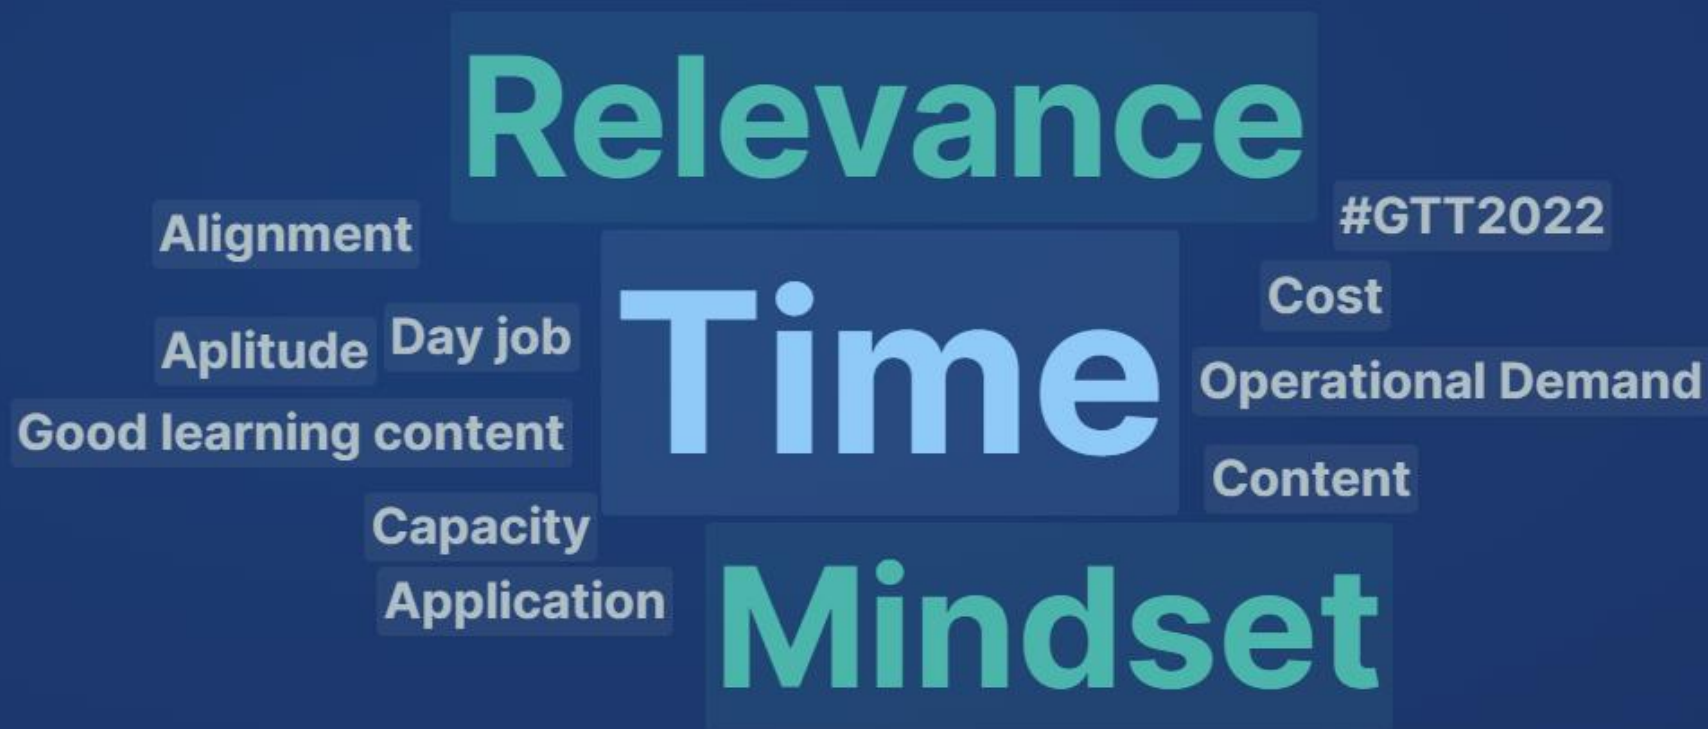 Relevance
#GTT2022
Alignment
Cost
Time
Day job
Aplitude
Operational Demand
Good learning content
Content
Capacity
Application
Mindset